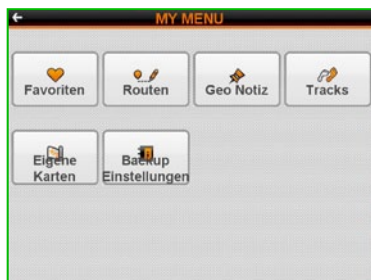 MY MENU
Favoriten
Routen
Geo Notiz
Tracks
Eigene
Karten
Backup
Einstellungen